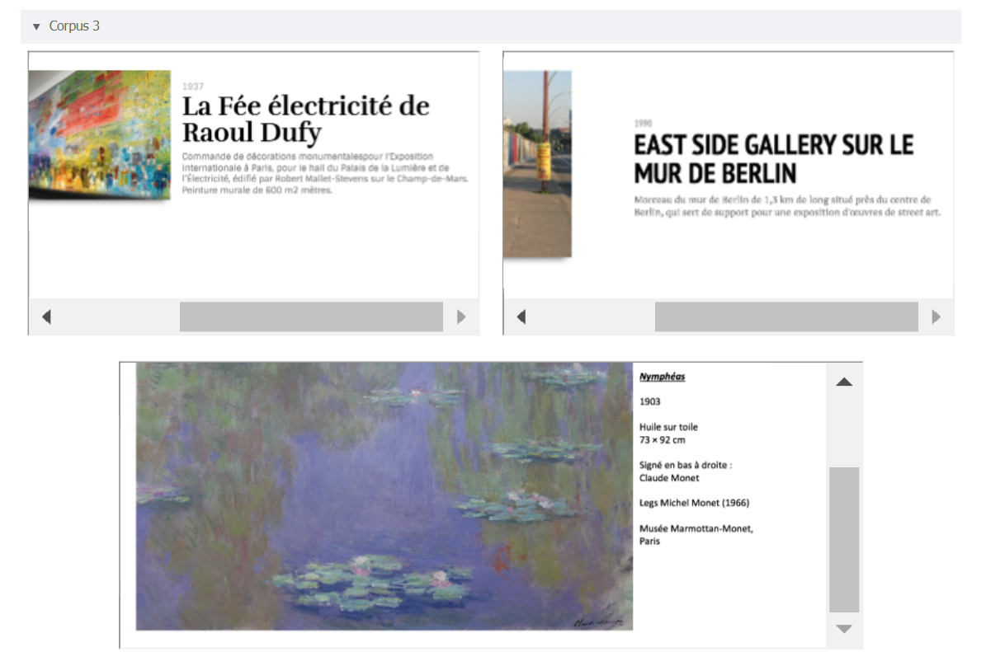 Corpus 3
1937
La Fée électricité de
Raoul Dufy
Commande de décorations monumentalespour l'Exposition
Internationale à Paris, pour le hall du Palais de la Lumière et de
l'Électricité, édifié par Robert Mallet-Stevens sur le Champ-de-Mars.
Peinture murale de 600 m2 mètres.
1990
EAST SIDE GALLERY SUR LE
MUR DE BERLIN
Morceau du mur de Berlin de 1,3 km de long situé près du centre de
Berlin, qui sert de support pour une exposition d'œuvres de street art.
Nymphéas
1903
Huile sur toile
73 × 92 cm
Signé en bas à droite :
Claude Monet
Legs Michel Monet (1966)
Musée Marmottan-Monet,
Paris